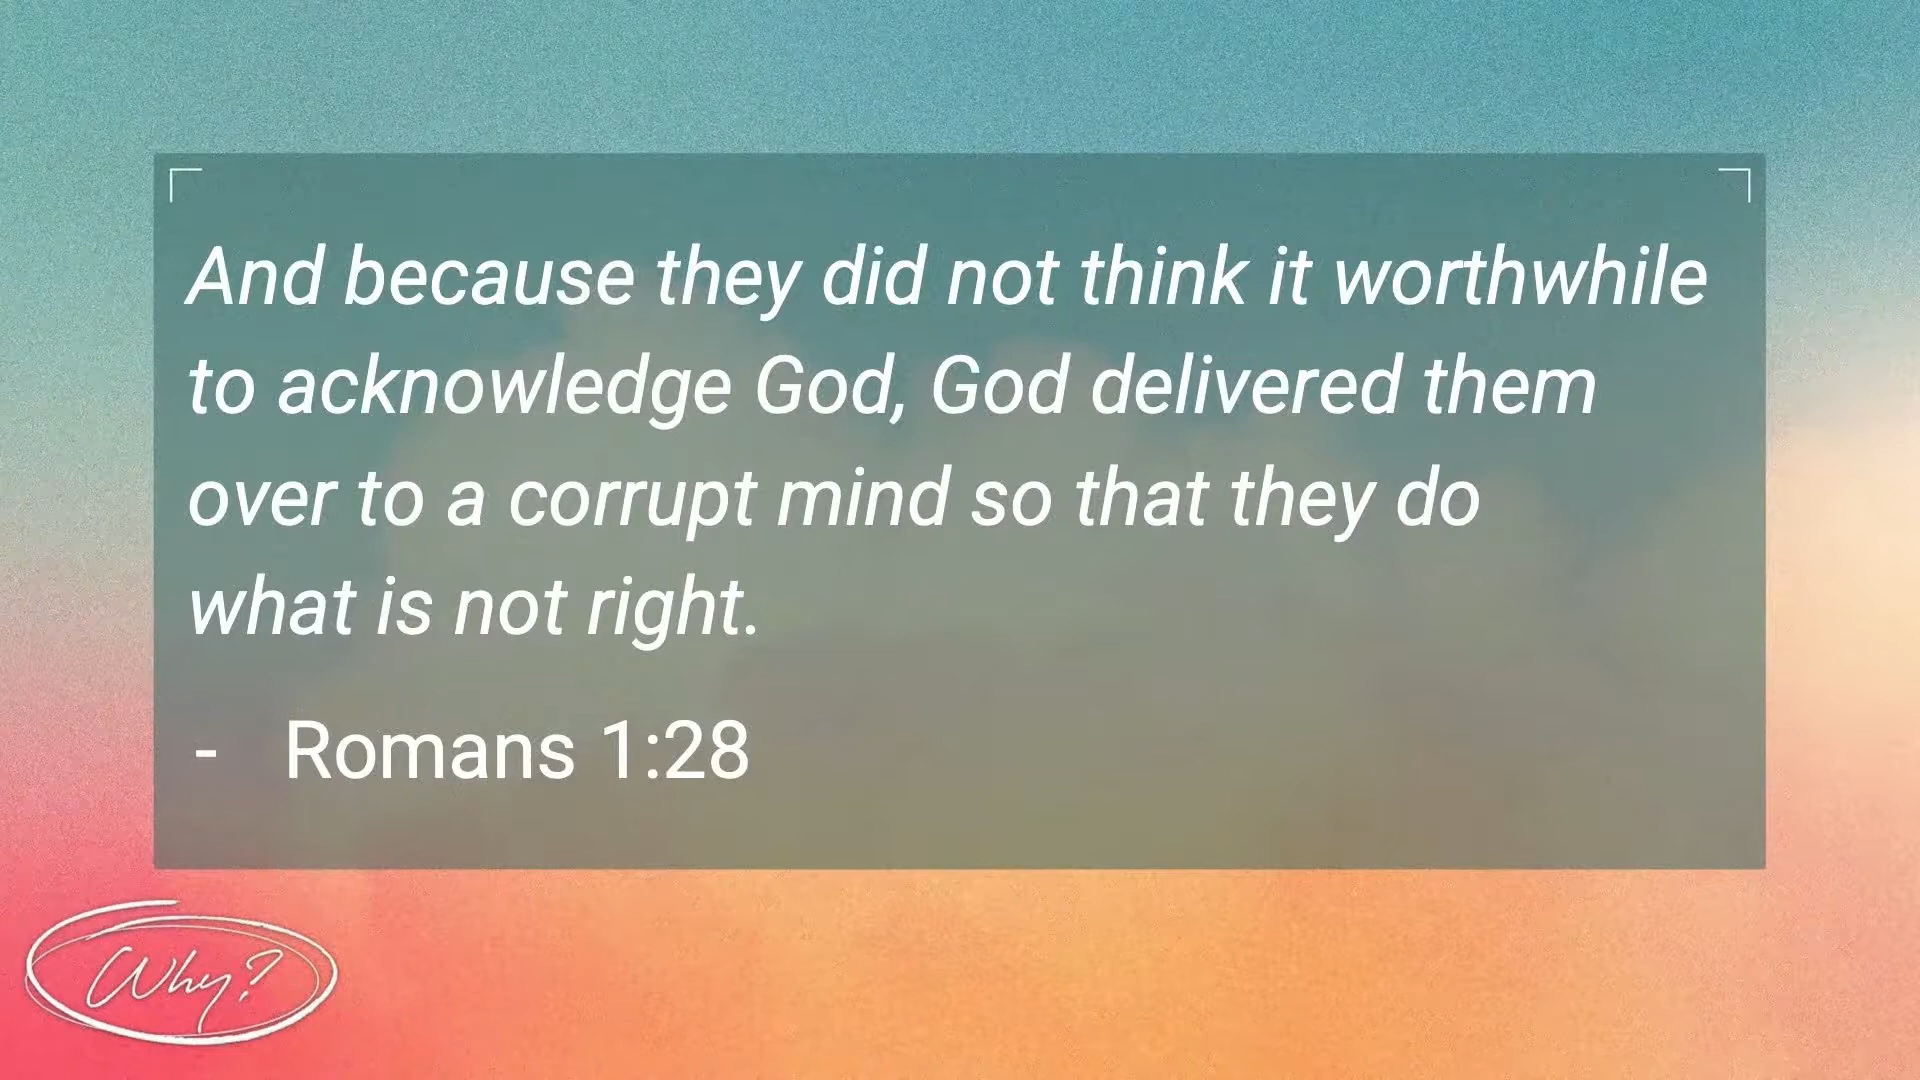 And because they did not think it worthwhile
to acknowledge God, God delivered them
over to a corrupt mind so that they do
what is not right.
- Romans 1:28
Why?